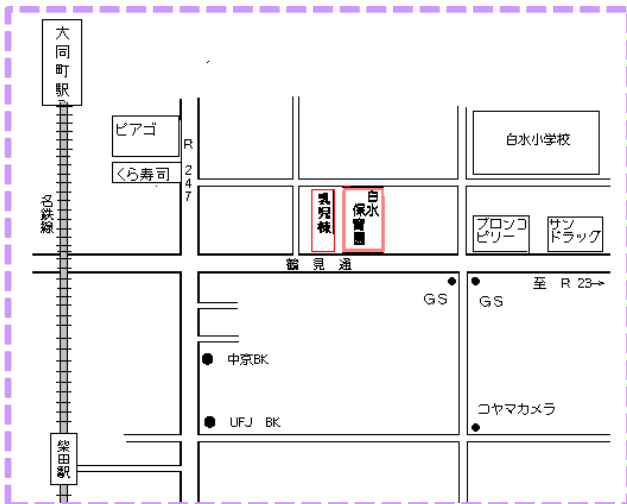 大同町駅
ピアゴ
くら寿司
R247
名鉄線
白水小学校
乳児棟
白水
保育園
ブロンコ
ビリー
サン
ドラッグ
鶴見通
GS
GS
至 R 23→
中京BK
UFJ BK
コヤマカメラ
柴田駅